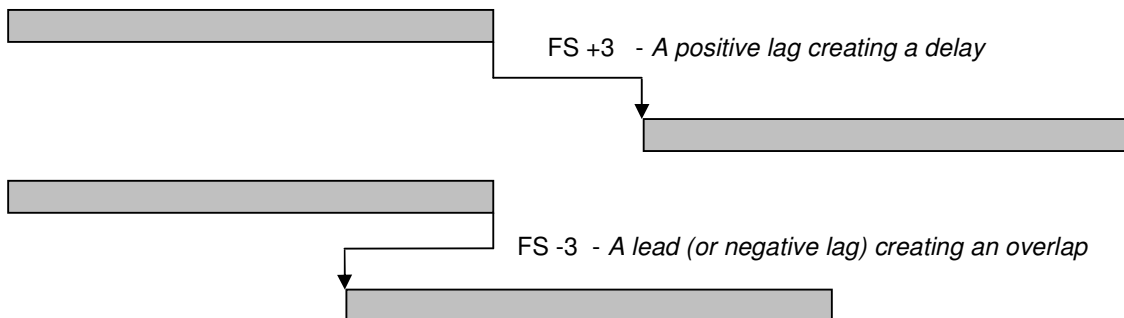 FS +3 - A positive lag creating a delay
FS -3 - A lead (or negative lag) creating an overlap